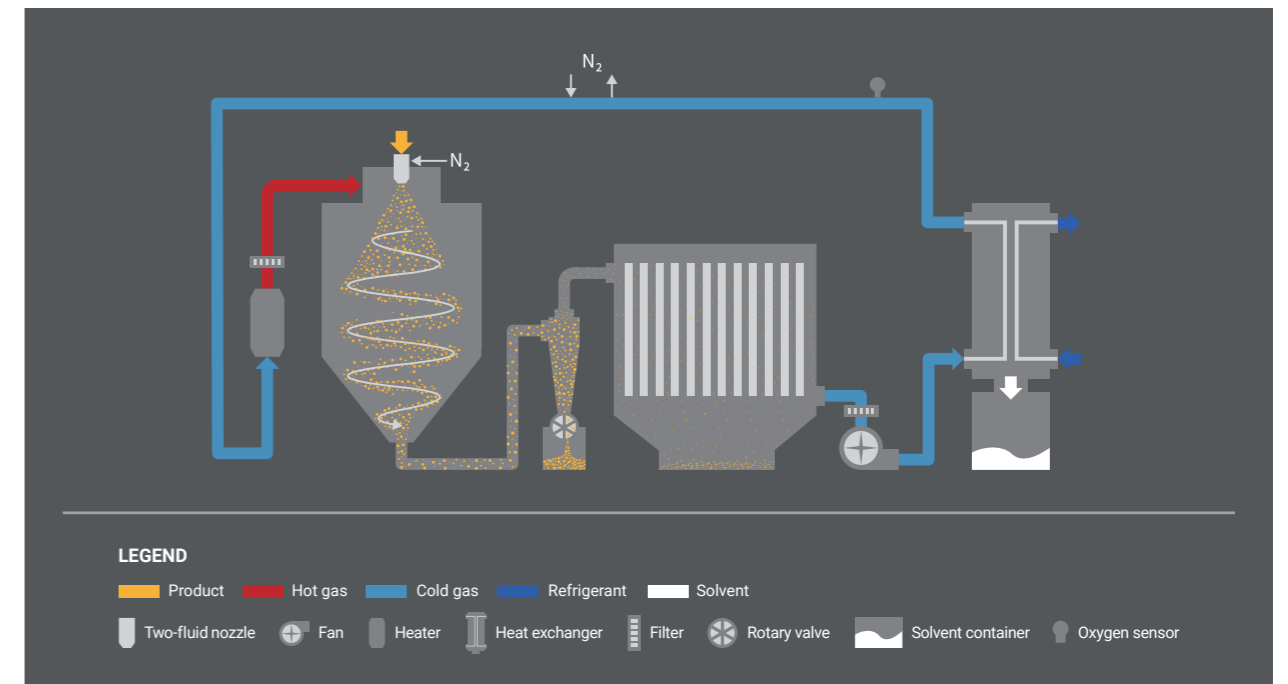 N₂
N₂
LEGEND
Product Hot gas Cold gas Refrigerant Solvent
Two-fluid nozzle Fan Heater Heat exchanger Filter Rotary valve Solvent container Oxygen sensor